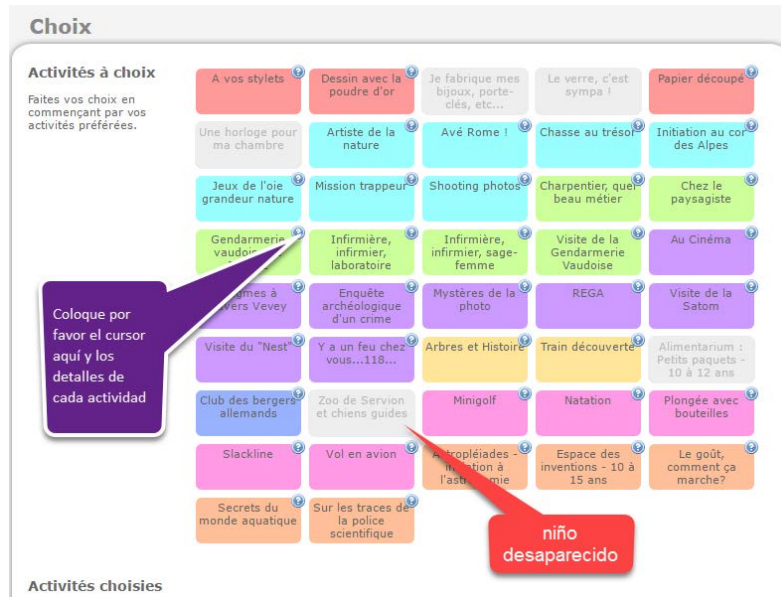 Choix
Activités à choix
Faites vos choix en
commençant par vos
activités préférées.
A vos stylets
Dessin avec la
poudre d'or
Je fabrique mes
bijoux, porte-
clés, etc...
Le verre, c'est
sympa !
Papier découpé
Une horloge pour
ma chambre
Artiste de la
nature
Avé Rome !
Chasse au trésor
Initiation au cor
des Alpes
Jeux de l'oie
grandeur nature
Mission trappeur
Shooting photos
Charpentier, quel
beau métier
Chez le
paysagiste
Gendarmerie
Infirmière,
infirmier,
laboratoire
Infirmière,
infirmier, sage-
femme
Visite de la
Gendarmerie
Vaudoise
Au Cinéma
à
Vevey
Enquête
archéologique
d'un crime
Mystères de la
photo
REGA
Visite de la
Satom
Visite du "Nest"
Y a un feu chez
vous...118...
Arbres et Histoire
Train découverte
Alimentarium :
Petits paquets -
10 à 12 ans
Club des bergers
allemands
Zoo de Servion
et chiens guides
Minigolf
Natation
Plongée avec
bouteilles
Slackline
Vol en avion
Astropléiades -
initiation à
l'astronomie
Espace des
inventions - 10 à
15 ans
Le goût,
comment ça
marche?
Secrets du
monde aquatique
Sur les traces de
la police
scientifique
Coloque por
favor el cursor
aquí y los
detalles de
cada actividad
niño
desaparecido
Activités choisies